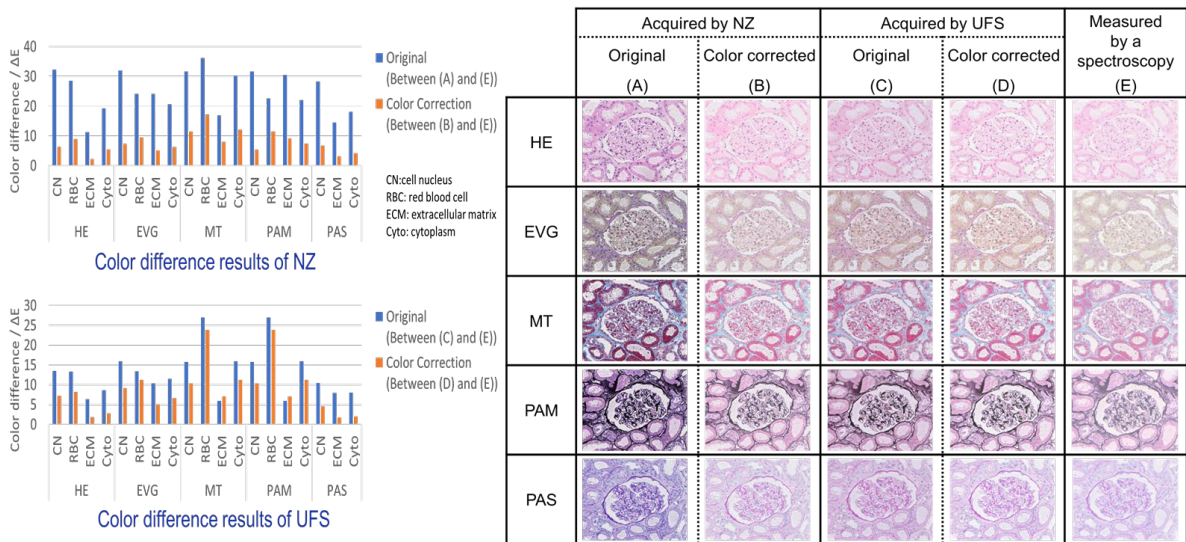 Color difference / ΔE
40
30
20
10
0
CN
RBC
ECM
Cyto
CN
RBC
ECM
Cyto
CN
RBC
ECM
Cyto
CN
RBC
ECM
Cyto
CN
ECM
Cyto
HE
EVG
MT
PAM
PAS
Original
(Between (A) and (E))
Color Correction
(Between (B) and (E))
CN:cell nucleus
RBC: red blood cell
ECM: extracellular matrix
Cyto: cytoplasm
Color difference results of NZ
Color difference / ΔE
30
25
20
15
10
5
0
CN
RBC
ECM
Cyto
CN
RBC
ECM
Cyto
CN
RBC
ECM
Cyto
CN
RBC
ECM
Cyto
CN
ECM
Cyto
HE
EVG
MT
PAM
PAS
Original
(Between (C) and (E))
Color Correction
(Between (D) and (E))
Color difference results of UFS
Acquired by NZ
Acquired by UFS
Measured
by a
spectroscopy
(E)
Original
(A)
Color corrected
(B)
Original
(C)
Color corrected
(D)
HE
EVG
MT
PAM
PAS